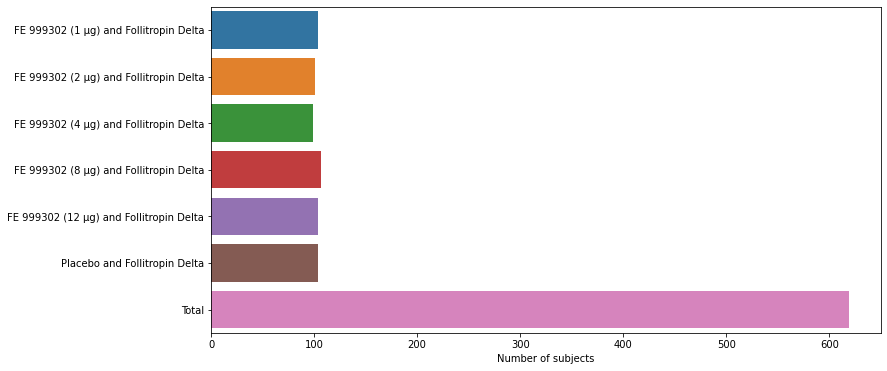 FE 999302 (1 µg) and Follitropin Delta
FE 999302 (2 µg) and Follitropin Delta
FE 999302 (4 µg) and Follitropin Delta
FE 999302 (8 µg) and Follitropin Delta
FE 999302 (12 µg) and Follitropin Delta
Placebo and Follitropin Delta
Total
0 100 200 300 400 500 600
Number of subjects